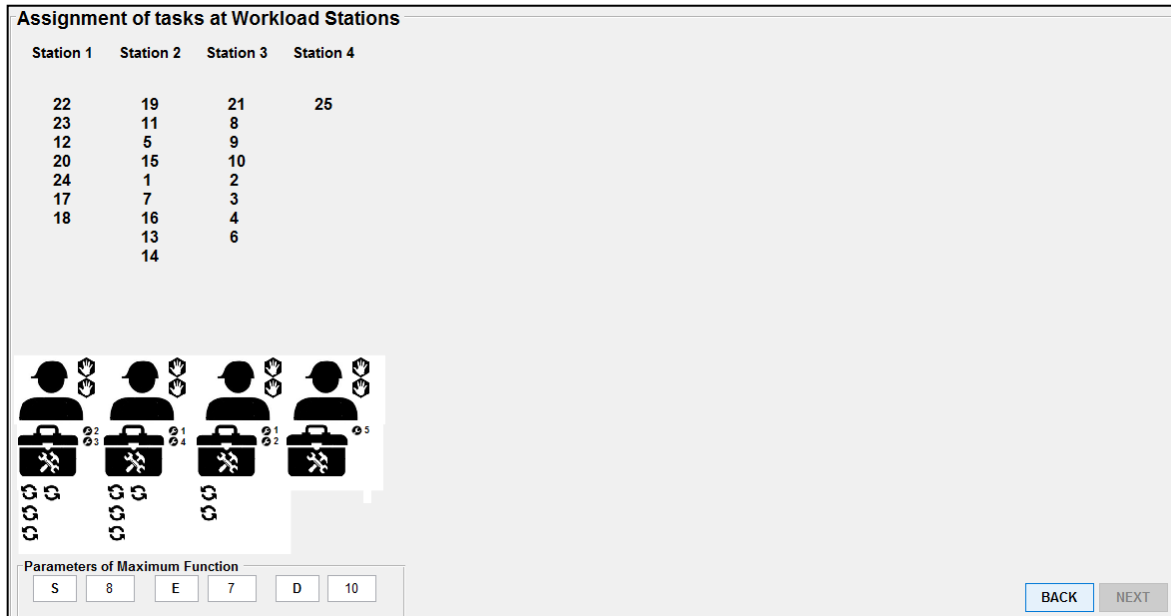 Assignment of tasks at Workload Stations
Station 1 Station 2 Station 3 Station 4
22 19 21 25
23 11 8
12 5 9
20 15 10
24 1 2
17 7 3
18 16 4
13 6
14
2 1 1 5
3 4 2
Parameters of Maximum Function
S 8 E 7 D 10
BACK NEXT